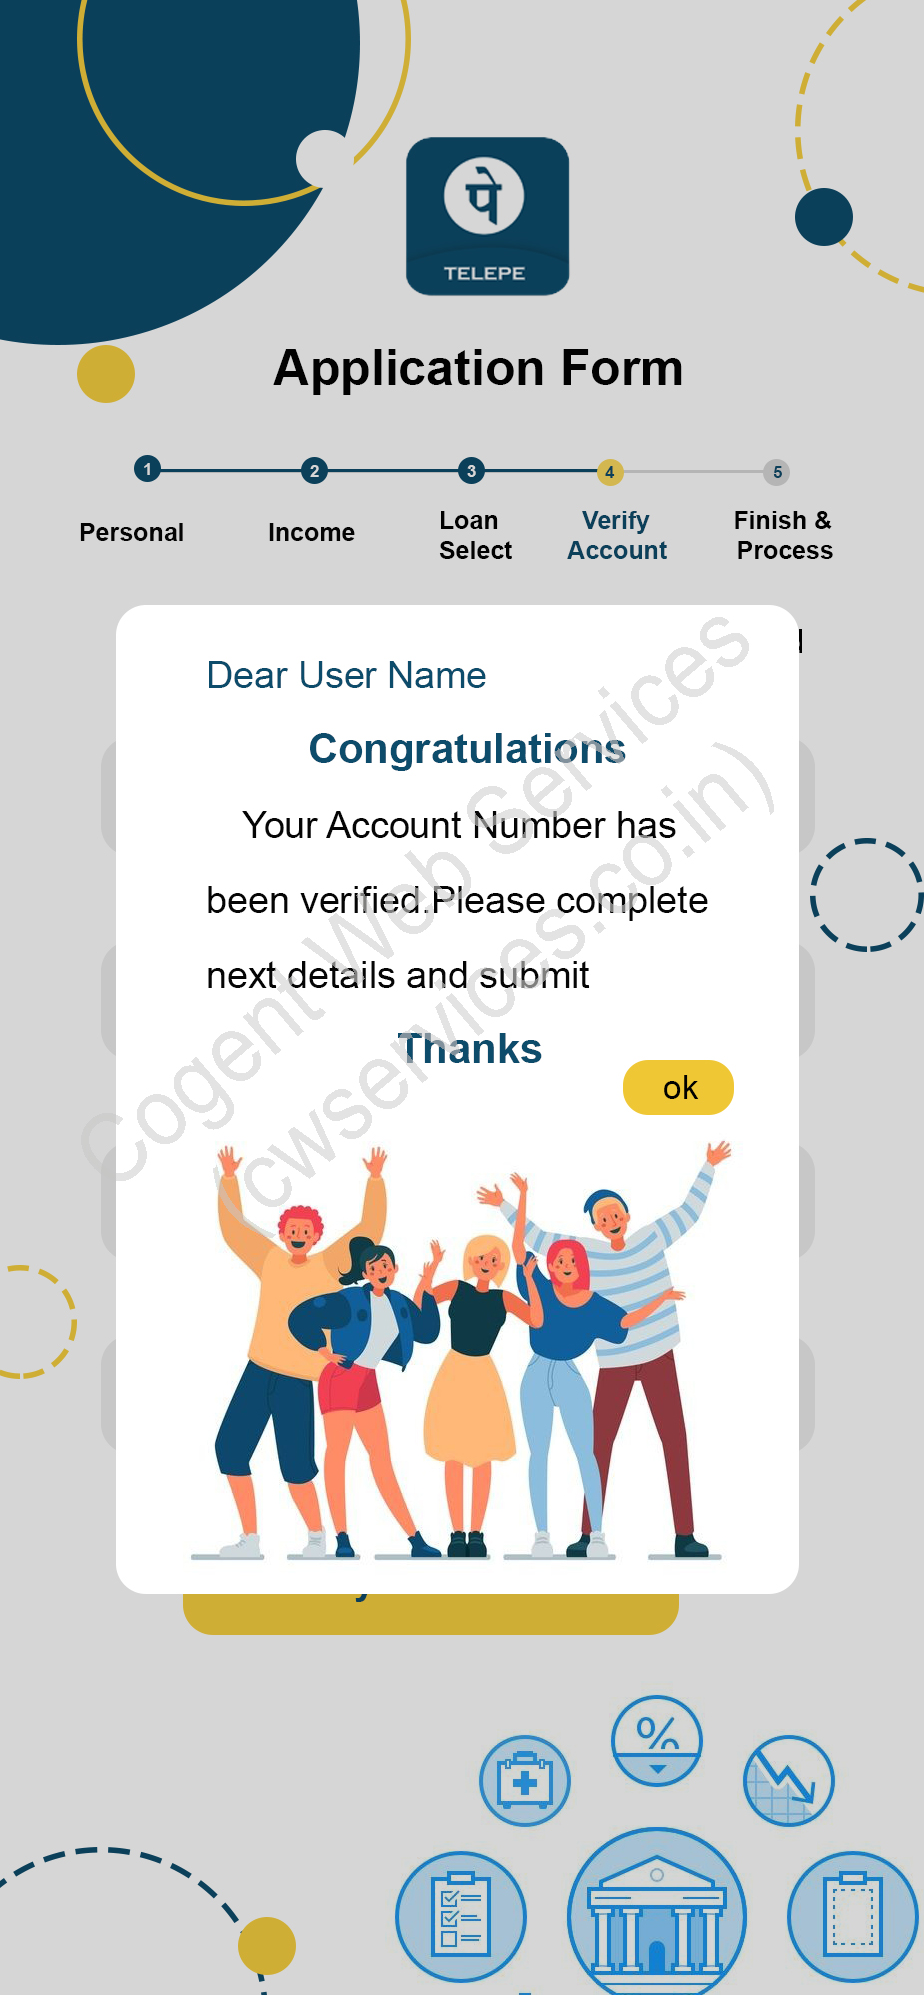 पे
TELEPE
Application Form
1 2 3 4 5
Personal Income Loan Select Verify Account Finish & Process
Dear User Name
Congratulations
Your Account Number has
been verified.Please complete
next details and submit
Thanks
ok
Cogent Web Services
(cwservices.co.in)
%